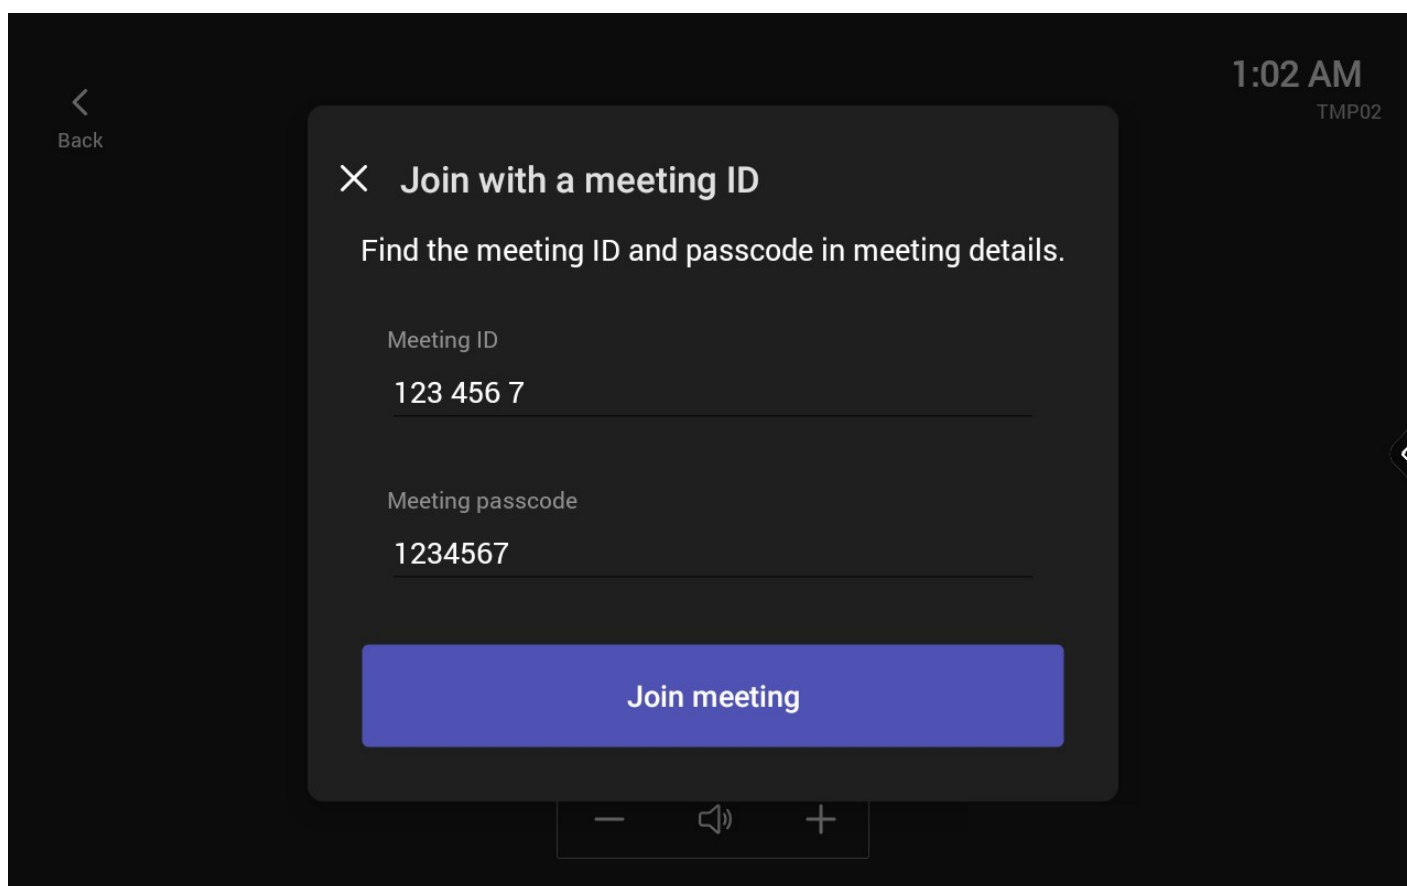 1:02 AM
TMP02
Back
Join with a meeting ID
Find the meeting ID and passcode in meeting details.
Meeting ID
123 456 7
Meeting passcode
1234567
Join meeting